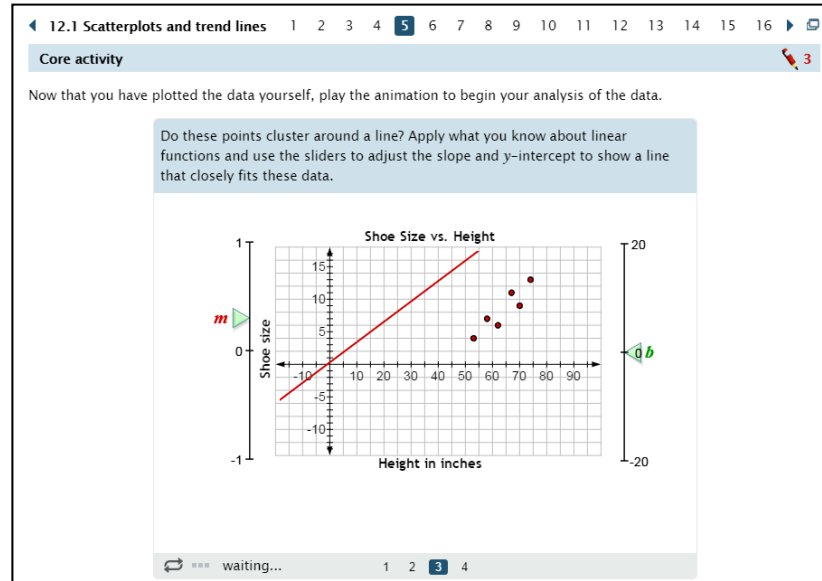 12.1 Scatterplots and trend lines 1 2 3 4 5 6 7 8 9 10 11 12 13 14 15 16
Core activity 3
Now that you have plotted the data yourself, play the animation to begin your analysis of the data.
Do these points cluster around a line? Apply what you know about linear
functions and use the sliders to adjust the slope and y-intercept to show a line
that closely fits these data.
Shoe Size vs. Height
1
20
15
10
m
5
Shoe size
0
0 b
-10 10 20 30 40 50 60 70 80 90
-5
-10
-1
-20
Height in inches
waiting... 1 2 3 4